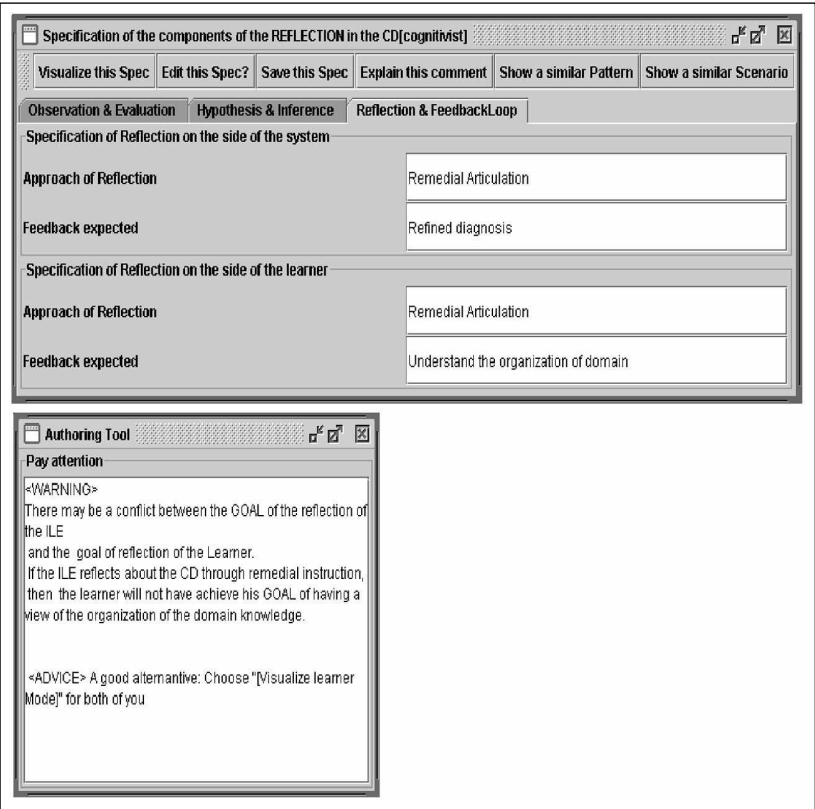 Specification of the components of the REFLECTION in the CD[cognitivist]
Visualize this Spec Edit this Spec? Save this Spec Explain this comment Show a similar Pattern Show a similar Scenario
Observation & Evaluation Hypothesis & Inference Reflection & FeedbackLoop
Specification of Reflection on the side of the system
Approach of Reflection Remedial Articulation
Feedback expected Refined diagnosis
Specification of Reflection on the side of the learner
Approach of Reflection Remedial Articulation
Feedback expected Understand the organization of domain
Authoring Tool
Pay attention
<WARNING>
There may be a conflict between the GOAL of the reflection of
the ILE
and the goal of reflection of the Learner.
If the ILE reflects about the CD through remedial instruction,
then the learner will not have achieve his GOAL of having a
view of the organization of the domain knowledge.
<ADVICE> A good alternantive: Choose "[Visualize learner
Mode]" for both of you